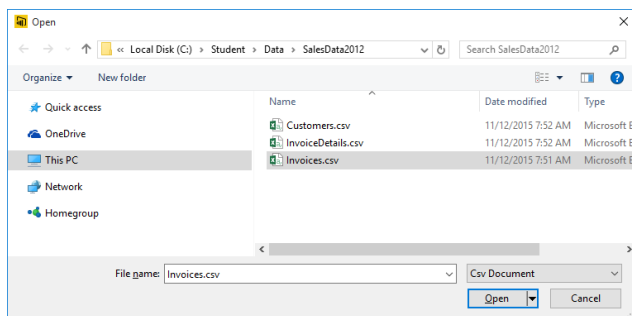 Open
« Local Disk (C:) > Student > Data > SalesData2012
Search SalesData2012
Organize
New folder
Name
Date modified
Type
Quick access
OneDrive
This PC
Network
Homegroup
Customers.csv 11/12/2015 7:52 AM Microsoft E
InvoiceDetails.csv 11/12/2015 7:52 AM Microsoft E
Invoices.csv 11/12/2015 7:51 AM Microsoft E
File name: Invoices.csv
Csv Document
Open
Cancel